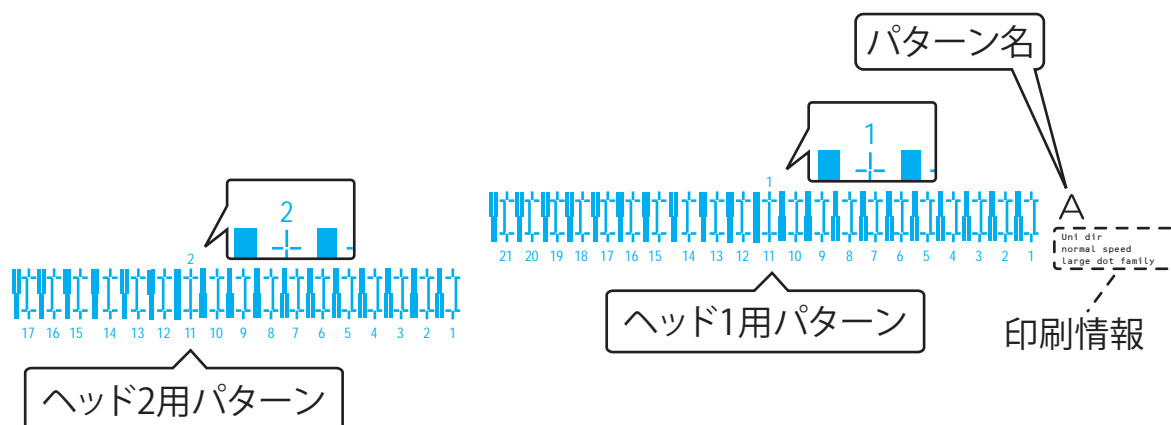 パターン名
1
1
A
Uni dir
normal speed
large dot family
21 20 19 18 17 16 15 14 13 12 11 10 9 8 7 6 5 4 3 2 1
ヘッド1用パターン
印刷情報
2
2
17 16 15 14 13 12 11 10 9 8 7 6 5 4 3 2 1
ヘッド2用パターン